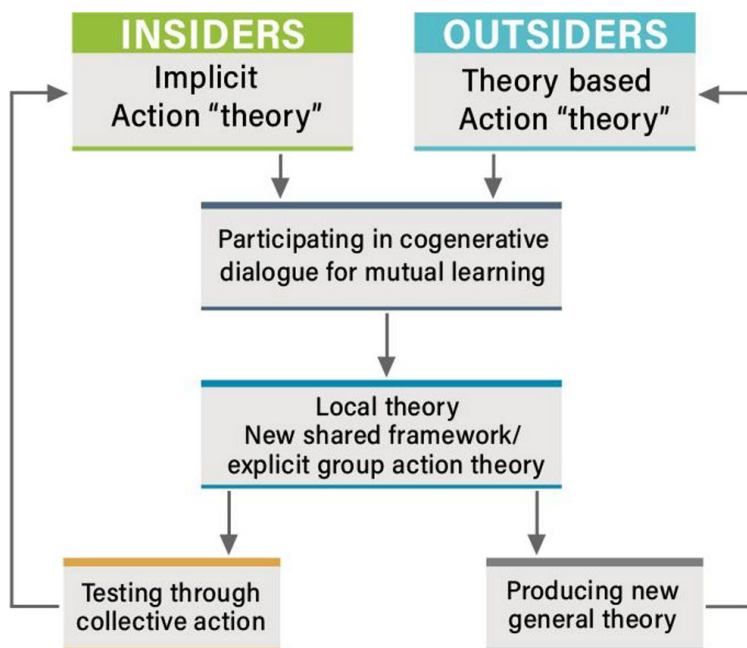 INSIDERS
Implicit
Action “theory”
OUTSIDERS
Theory based
Action “theory”
Participating in cogenerative
dialogue for mutual learning
Local theory
New shared framework/
explicit group action theory
Testing through
collective action
Producing new
general theory